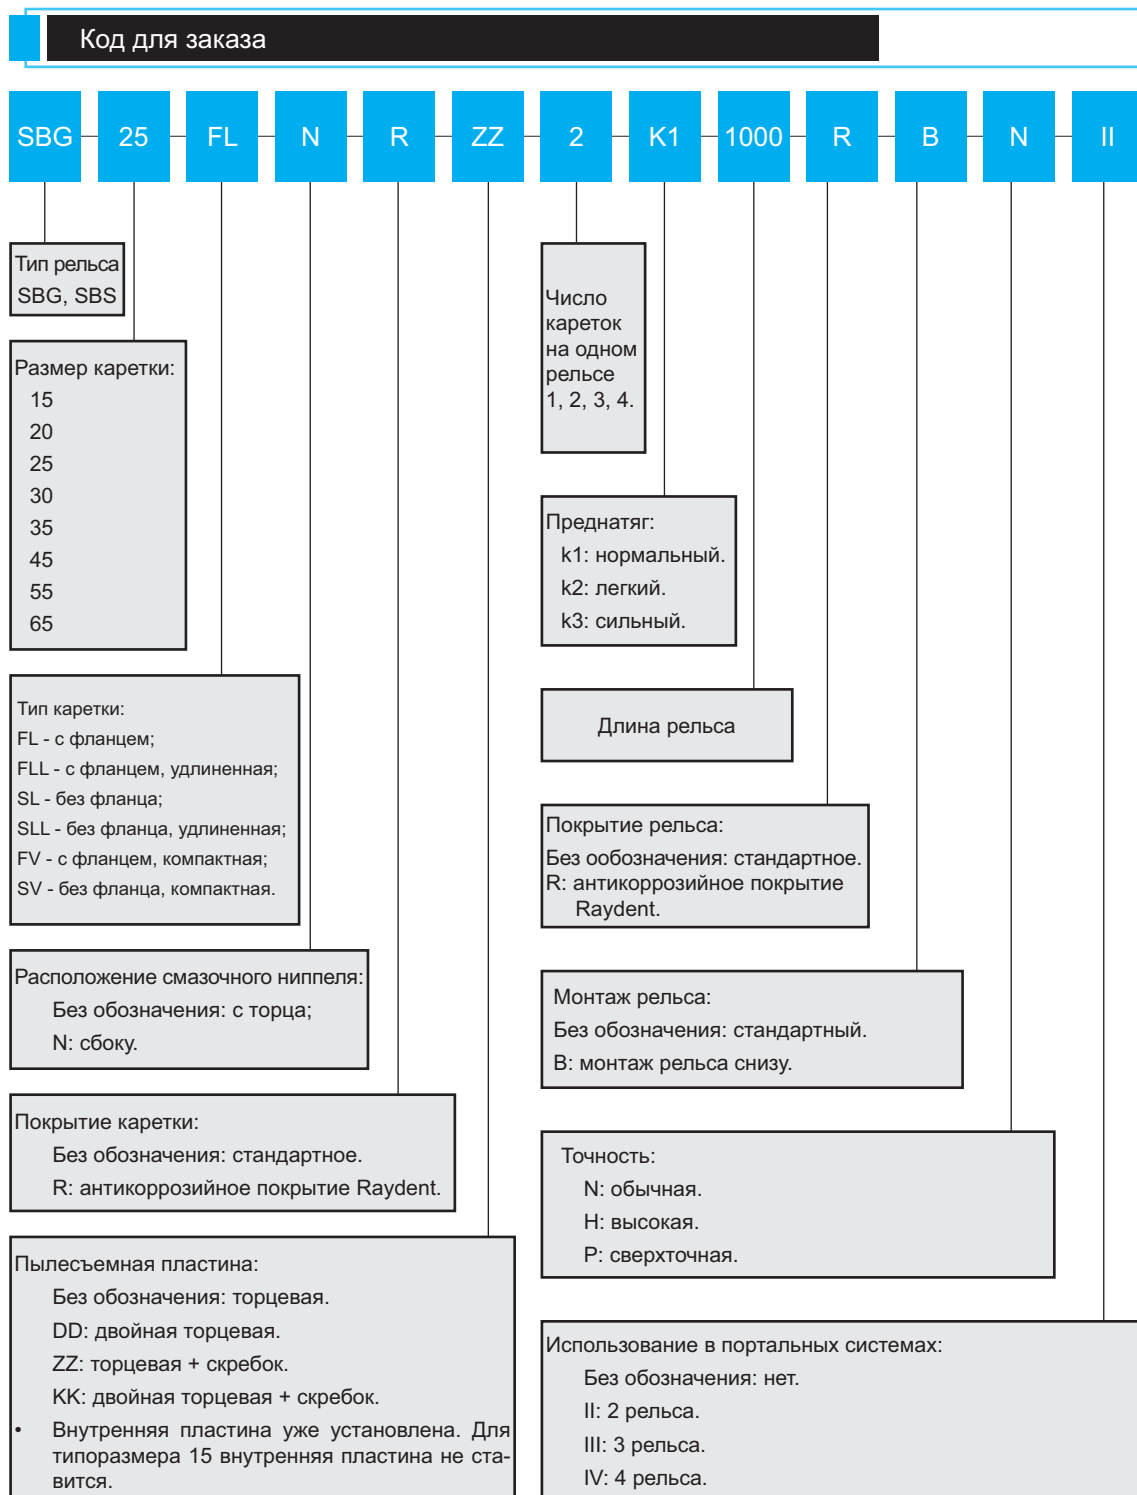 Код для заказа
SBG 25 FL N R ZZ 2 K1 1000 R B N II
Тип рельса
SBG, SBS
Размер каретки:
15
20
25
30
35
45
55
65
Тип каретки:
FL - с фланцем;
FLL - с фланцем, удлиненная;
SL - без фланца;
SLL - без фланца, удлиненная;
FV - с фланцем, компактная;
SV - без фланца, компактная.
Расположение смазочного ниппеля:
Без обозначения: с торца;
N: сбоку.
Покрытие каретки:
Без обозначения: стандартное.
R: антикоррозийное покрытие Raydent.
Пылесъемная пластина:
Без обозначения: торцевая.
DD: двойная торцевая.
ZZ: торцевая + скребок.
KK: двойная торцевая + скребок.
• Внутренняя пластина уже установлена. Для
типоразмера 15 внутренняя пластина не ста-
вится.
Число
кареток
на одном
рельсе
1, 2, 3, 4.
Преднатяг:
k1: нормальный.
k2: легкий.
k3: сильный.
Длина рельса
Покрытие рельса:
Без ообозначения: стандартное.
R: антикоррозийное покрытие
Raydent.
Монтаж рельса:
Без обозначения: стандартный.
B: монтаж рельса снизу.
Точность:
N: обычная.
H: высокая.
P: сверхточная.
Использование в портальных системах:
Без обозначения: нет.
II: 2 рельса.
III: 3 рельса.
IV: 4 рельса.